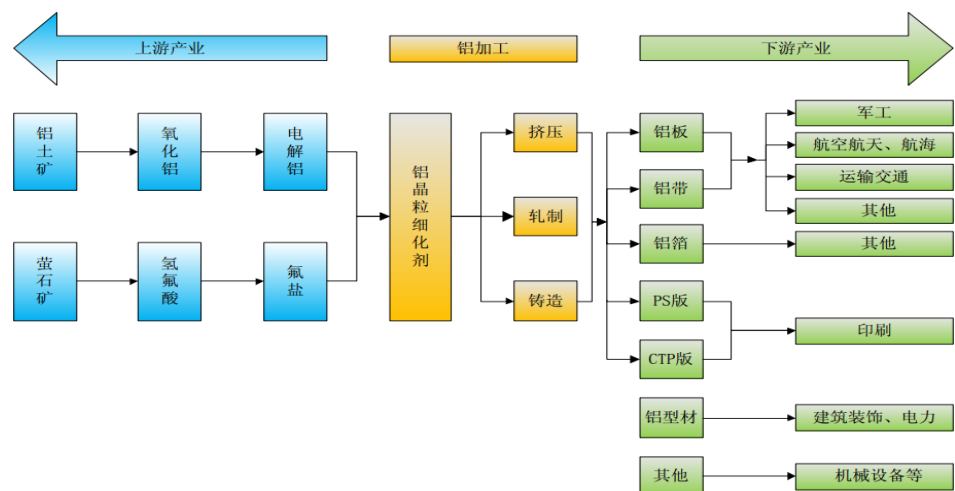 上游产业
铝加工
下游产业
铝土矿
氧化铝
电解铝
萤石矿
氢氟酸
氟盐
铝晶粒细化剂
挤压
轧制
铸造
铝板
铝带
铝箔
PS版
CTP版
铝型材
其他
军工
航空航天、航海
运输交通
其他
其他
印刷
建筑装饰、电力
机械设备等